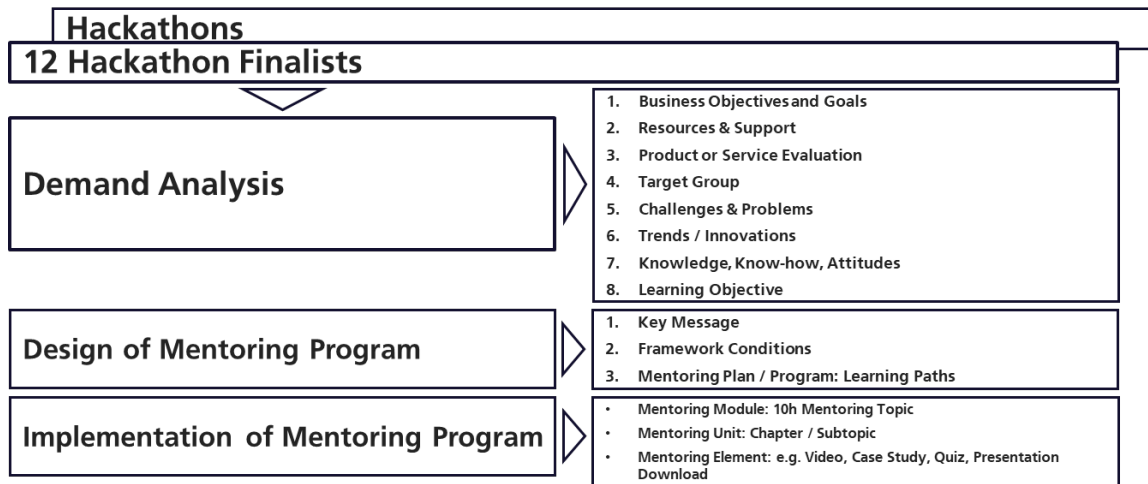 Hackathons
12 Hackathon Finalists
Demand Analysis
1. Business Objectives and Goals
2. Resources & Support
3. Product or Service Evaluation
4. Target Group
5. Challenges & Problems
6. Trends / Innovations
7. Knowledge, Know-how, Attitudes
8. Learning Objective
Design of Mentoring Program
1. Key Message
2. Framework Conditions
3. Mentoring Plan / Program: Learning Paths
Implementation of Mentoring Program
• Mentoring Module: 10h Mentoring Topic
• Mentoring Unit: Chapter / Subtopic
• Mentoring Element: e.g. Video, Case Study, Quiz, Presentation
Download